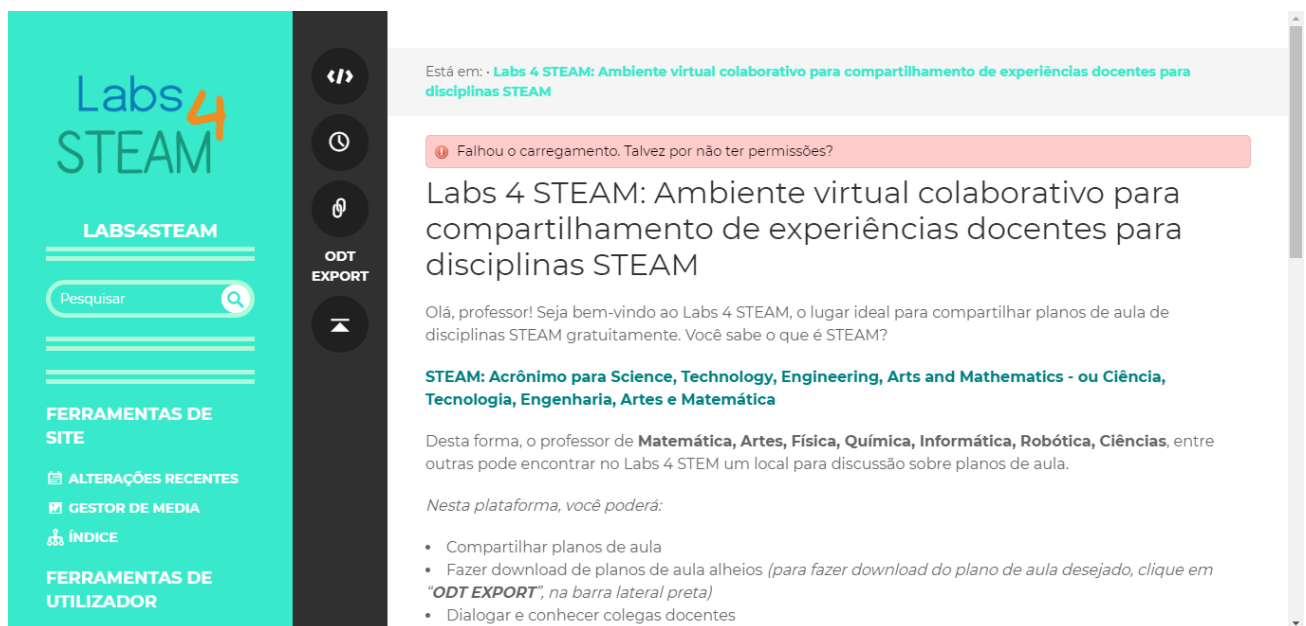 Labs 4
STEAM
LABS4STEAM
Pesquisar
FERRAMENTAS DE
SITE
ALTERAÇÕES RECENTES
GESTOR DE MEDIA
ÍNDICE
FERRAMENTAS DE
UTILIZADOR
ODT
EXPORT
Está em: • Labs 4 STEAM: Ambiente virtual colaborativo para compartilhamento de experiências docentes para
disciplinas STEAM
Falhou o carregamento. Talvez por não ter permissões?
Labs 4 STEAM: Ambiente virtual colaborativo para
compartilhamento de experiências docentes para
disciplinas STEAM
Olá, professor! Seja bem-vindo ao Labs 4 STEAM, o lugar ideal para compartilhar planos de aula de
disciplinas STEAM gratuitamente. Você sabe o que é STEAM?
STEAM: Acrônimo para Science, Technology, Engineering, Arts and Mathematics - ou Ciência,
Tecnologia, Engenharia, Artes e Matemática
Desta forma, o professor de Matemática, Artes, Física, Química, Informática, Robótica, Ciências, entre
outras pode encontrar no Labs 4 STEM um local para discussão sobre planos de aula.
Nesta plataforma, você poderá:
• Compartilhar planos de aula
• Fazer download de planos de aula alheios (para fazer download do plano de aula desejado, clique em
“ODT EXPORT”, na barra lateral preta)
• Dialogar e conhecer colegas docentes